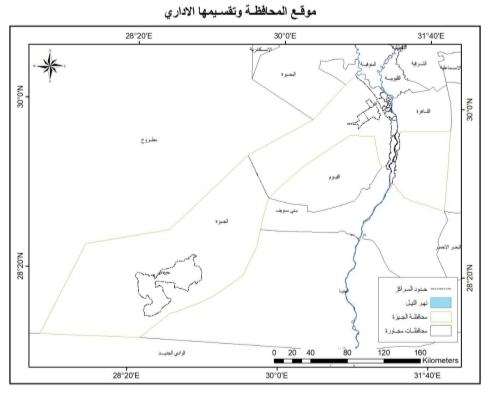 موقع المحافظة وتقسيمها الاداري
28°20'E 30°0'E 31°40'E
الاسكندرية
المنوفية
الشرقية
الاسماعيلية
البحيرة
القليوبية
30°0'N 30°0'N
القاهرة
مطروح
الفيوم
بني سويف
الجيزة
البحر الاحمر
28°20'N 28°20'N
المنيا
حدود المراكز
نهر النيل
محافظة الجيزة
محافظات مجاورة
الوادي الجديد
0 20 40 80 120 160
Kilometers
28°20'E 30°0'E 31°40'E